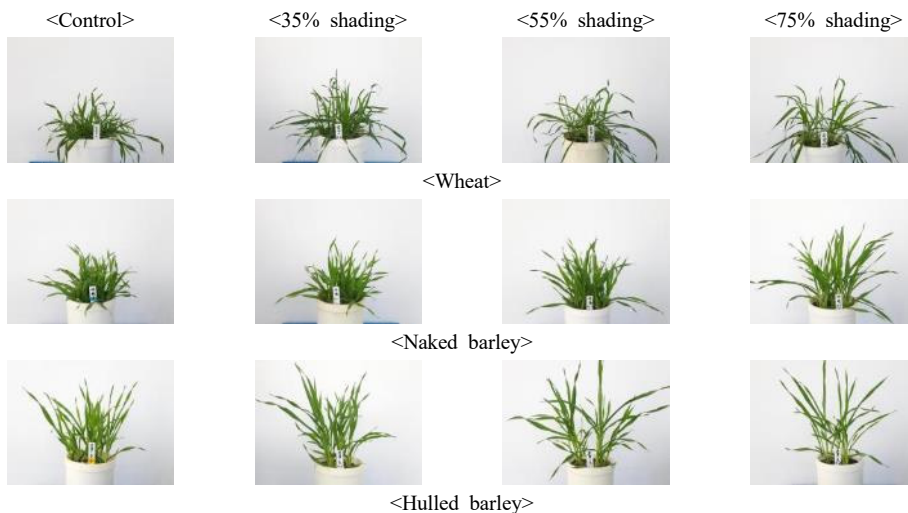 <Control> <35% shading> <55% shading> <75% shading>
<Wheat>
<Naked barley>
<Hulled barley>